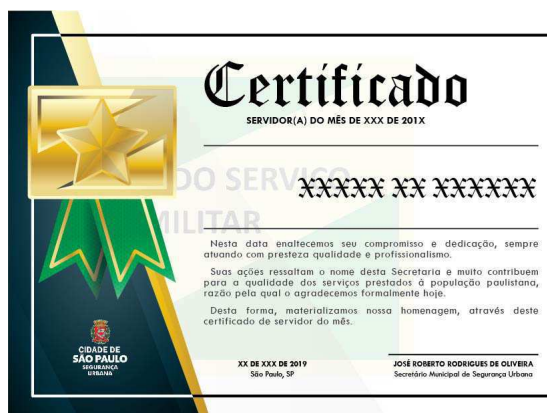 Certificado
SERVIDOR(A) DO MÊS DE XXX DE 201X
DO SERVIÇO
MILITAR
XXXXX XX XXXXXX
Nesta data enaltecemos seu compromisso e dedicação, sempre
atuando com presteza qualidade e profissionalismo.
Suas ações ressaltam o nome desta Secretaria e muito contribuem
para a qualidade dos serviços prestados à população paulistana,
razão pela qual o agradecemos formalmente hoje.
Desta forma, materializamos nossa homenagem, através deste
certificado de servidor do mês.
CIDADE DE
SÃO PAULO
SEGURANÇA
URBANA
XX DE XXX DE 2019
São Paulo, SP
JOSÉ ROBERTO RODRIGUES DE OLIVEIRA
Secretário Municipal de Segurança Urbana